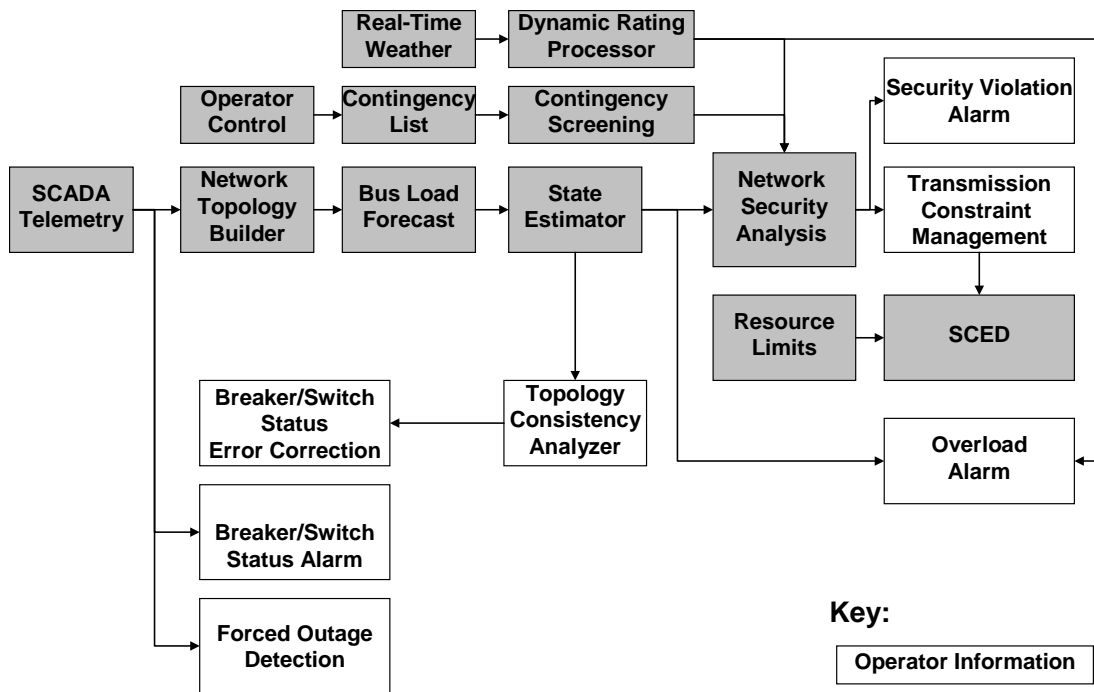 Real-Time
Weather
Dynamic Rating
Processor
Operator
Control
Contingency
List
Contingency
Screening
Security Violation
Alarm
SCADA
Telemetry
Network
Topology
Builder
Bus Load
Forecast
State
Estimator
Network
Security
Analysis
Transmission
Constraint
Management
Resource
Limits
SCED
Breaker/Switch
Status
Error Correction
Topology
Consistency
Analyzer
Overload
Alarm
Breaker/Switch
Status Alarm
Forced Outage
Detection
Key:
Operator Information